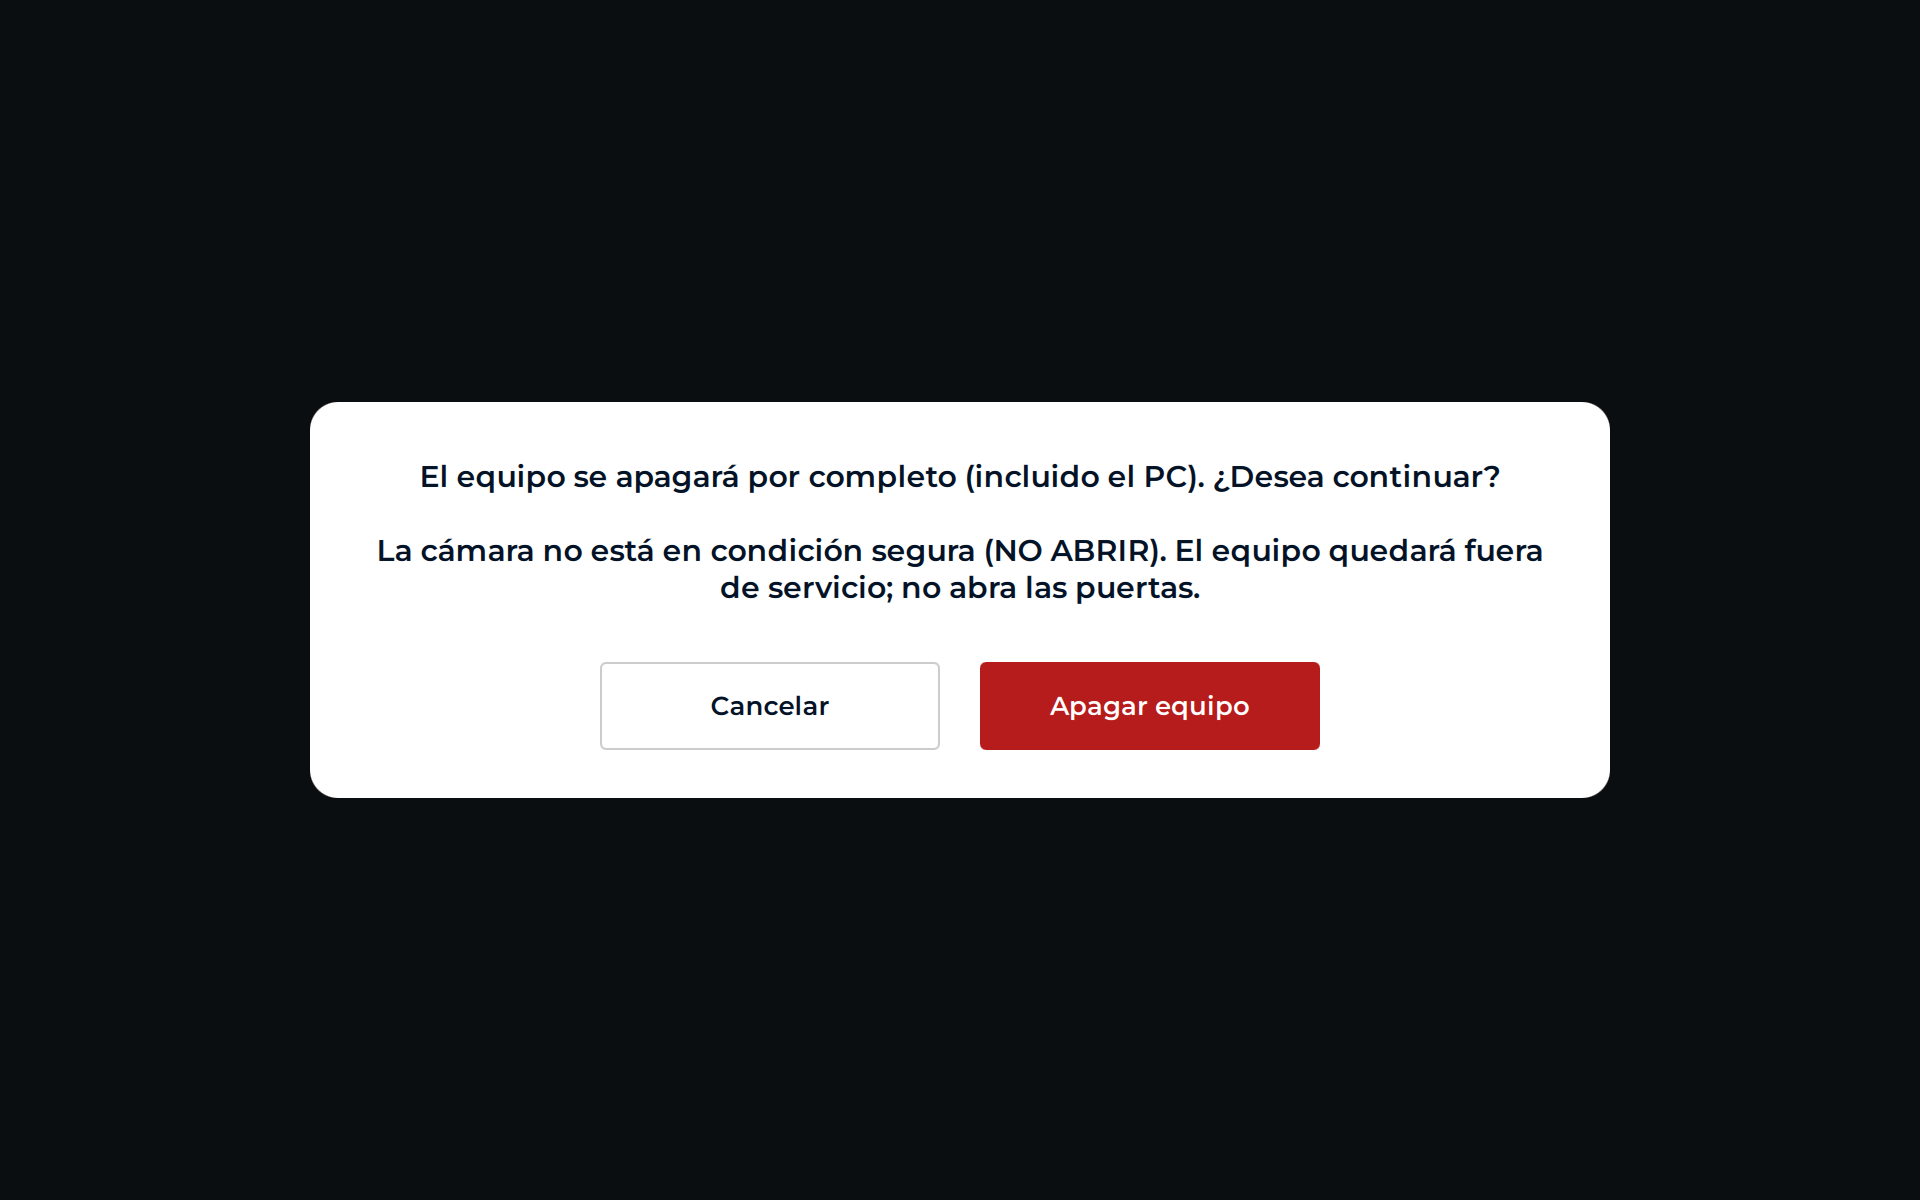 El equipo se apagará por completo (incluido el PC). ¿Desea continuar?
La cámara no está en condición segura (NO ABRIR). El equipo quedará fuera
de servicio; no abra las puertas.
Cancelar
Apagar equipo